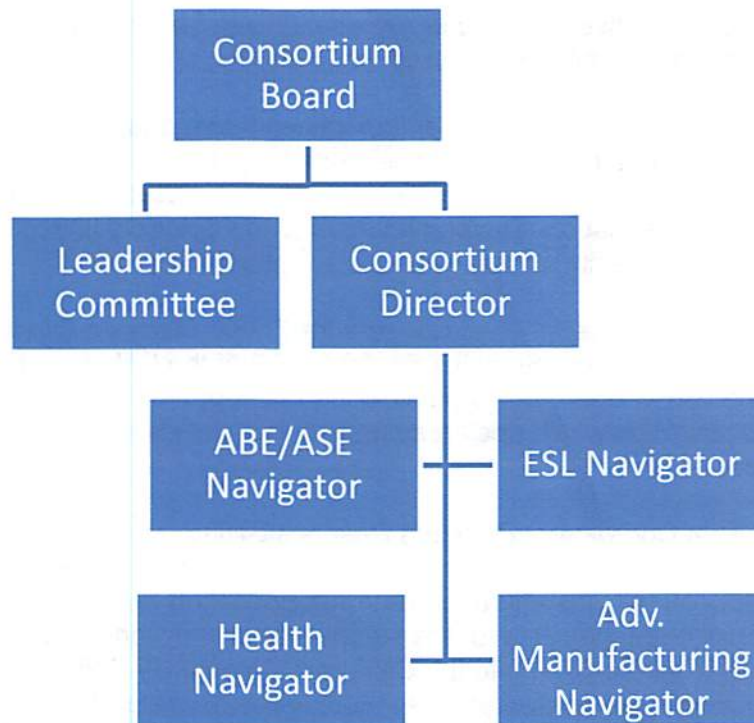 Consortium
Board
Leadership
Committee
Consortium
Director
ABE/ASE
Navigator
ESL Navigator
Health
Navigator
Adv.
Manufacturing
Navigator